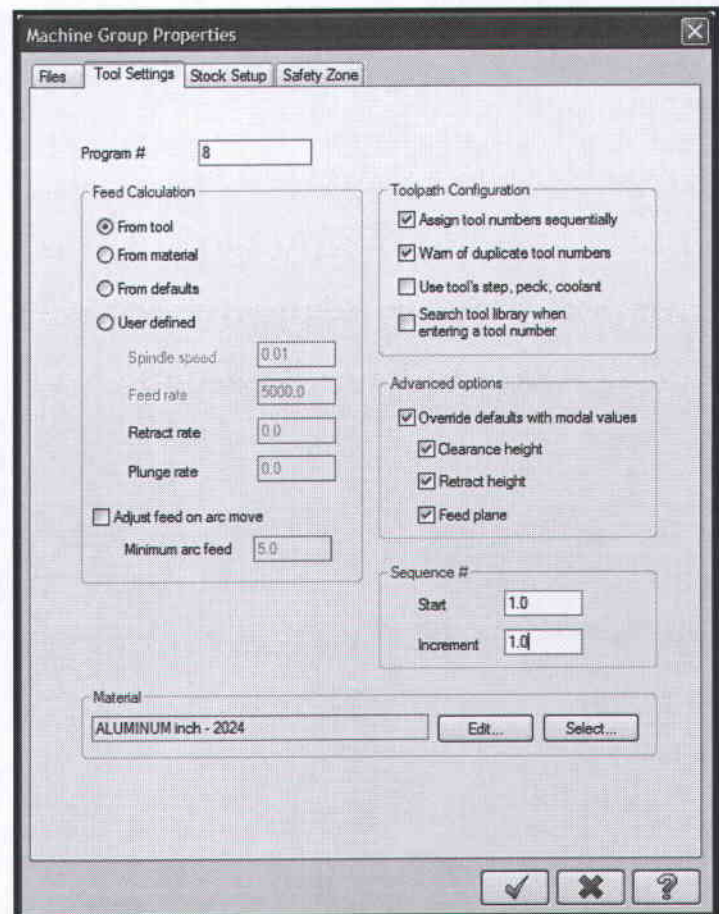 Machine Group Properties
Files
Tool Settings
Stock Setup
Safety Zone
Program #
8
Feed Calculation
From tool
From material
From defaults
User defined
Spindle speed
0.01
Feed rate
5000.0
Retract rate
0.0
Plunge rate
0.0
Adjust feed on arc move
Minimum arc feed
5.0
Toolpath Configuration
Assign tool numbers sequentially
Warn of duplicate tool numbers
Use tool's step, peck, coolant
Search tool library when
entering a tool number
Advanced options
Override defaults with modal values
Clearance height
Retract height
Feed plane
Sequence #
Start
1.0
Increment
1.0
Material
ALUMINUM inch - 2024
Edit...
Select...